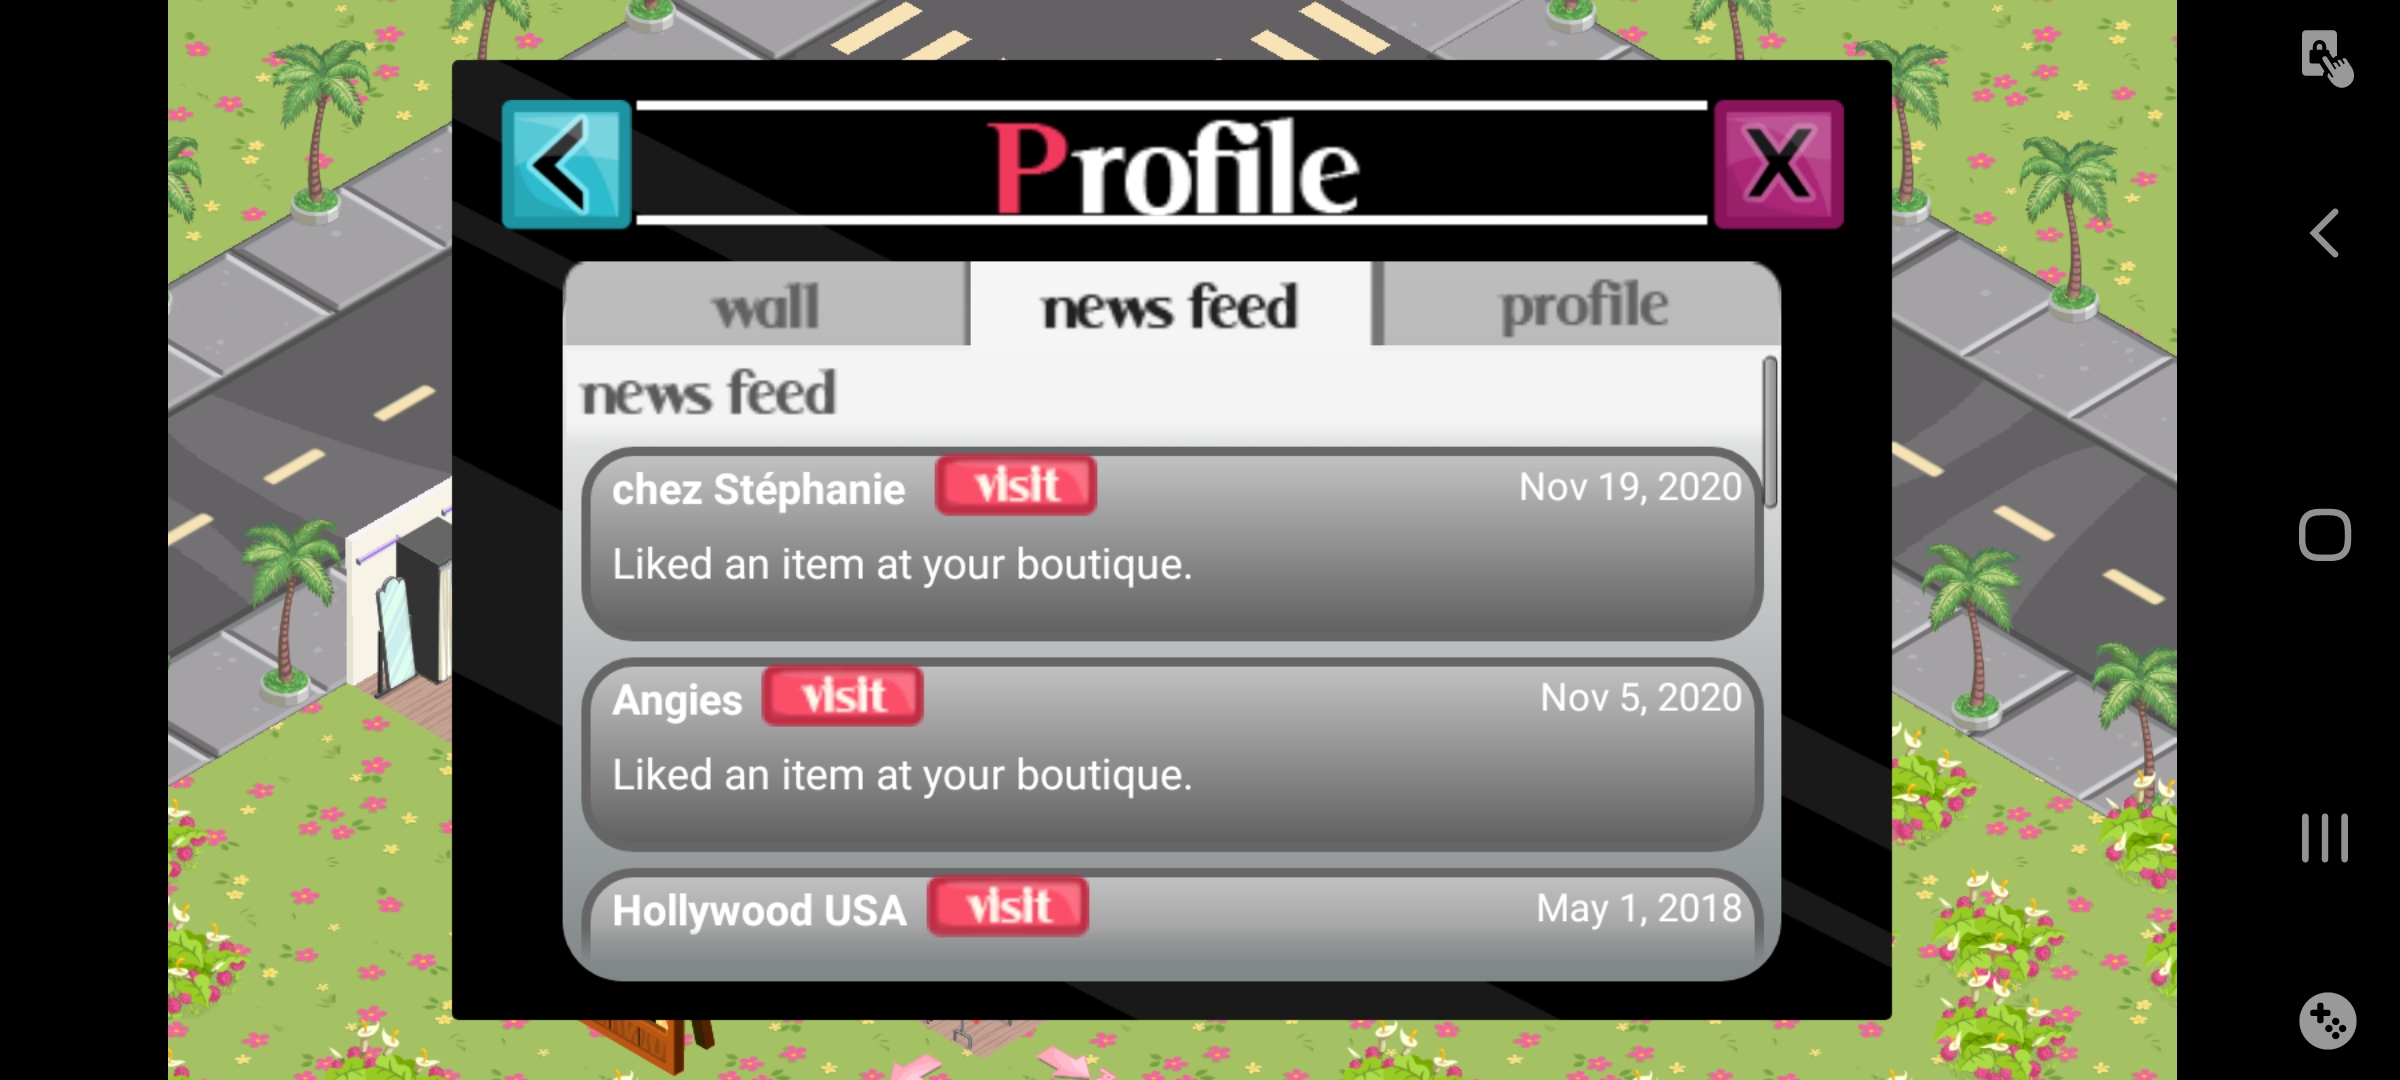 Profile
X
wall
news feed
profile
news feed
chez Stéphanie visit Nov 19, 2020
Liked an item at your boutique.
Angies visit Nov 5, 2020
Liked an item at your boutique.
Hollywood USA visit May 1, 2018